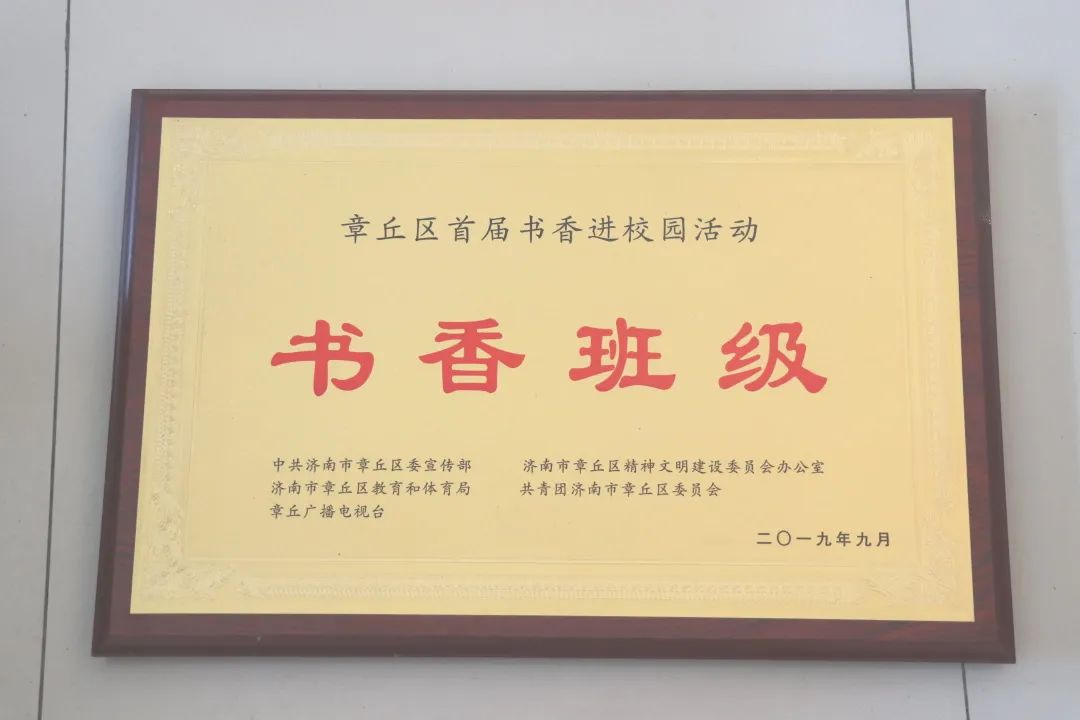 章丘区首届书香进校园活动
书香班级
中共济南市章丘区委宣传部 济南市章丘区精神文明建设委员会办公室
济南市章丘区教育和体育局 共青团济南市章丘区委员会
章丘广播电视台
二〇一九年九月